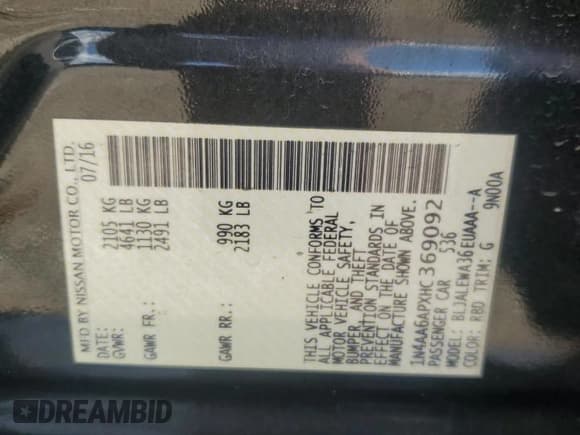 MFD BY NISSAN MOTOR CO., LTD.
DATE: 07/16
GVWR: 2105 KG
4641 LB
GAWR FR: 1130 KG
2491 LB
GAWR RR: 990 KG
2183 LB
THIS VEHICLE CONFORMS TO
ALL APPLICABLE FEDERAL
MOTOR VEHICLE SAFETY,
BUMPER, AND THEFT
PREVENTION STANDARDS IN
EFFECT ON THE DATE OF
MANUFACTURE SHOWN ABOVE.
1N4AA6APXHC369092
PASSENGER CAR 536
MODEL: BLJALEWA36EUAAA--A
COLOR: RBD TRIM: G 9N00A
DREAMBID